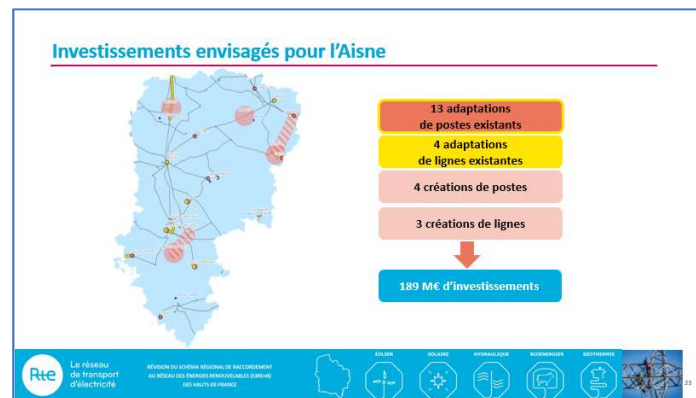 Investissements envisagés pour l'Aisne
13 adaptations
de postes existants
4 adaptations
de lignes existantes
4 créations de postes
3 créations de lignes
189 M€ d'investissements
Rte
Le réseau
de transport
d'électricité
RÉVISION DU SCHÉMA RÉGIONAL DE RACCORDEMENT
AU RÉSEAU DES ÉNERGIES RENOUVELABLES (S3REnR)
DES HAUTS-DE-FRANCE
ÉOLIEN
SOLAIRE
HYDRAULIQUE
BIOÉNERGIES
GÉOTHERMIE
23